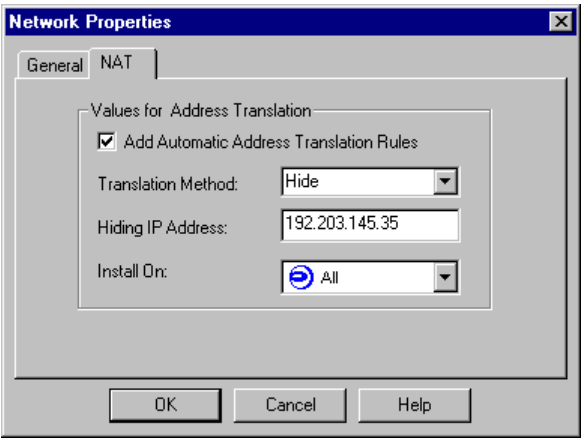 Network Properties
General NAT
Values for Address Translation
Add Automatic Address Translation Rules
Translation Method: Hide
Hiding IP Address: 192.203.145.35
Install On: All
OK Cancel Help